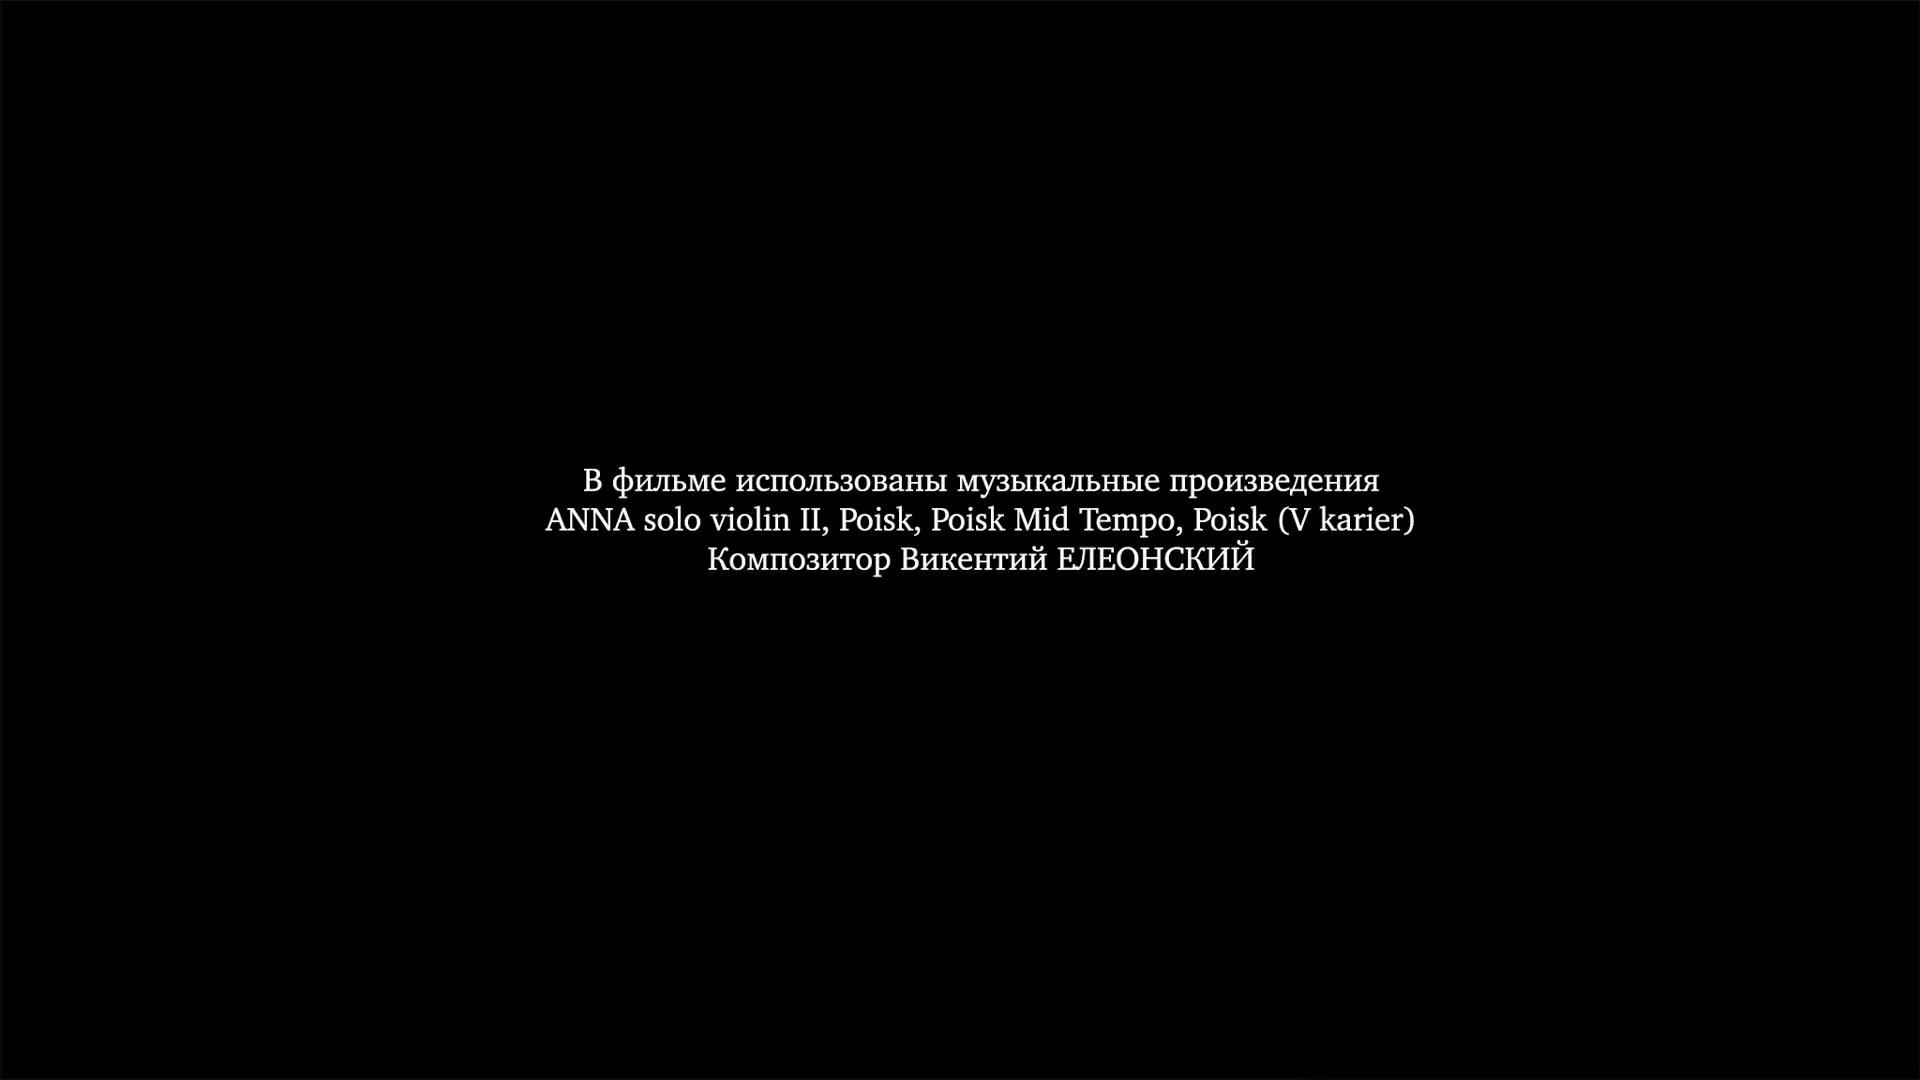 В фильме использованы музыкальные произведения
ANNA solo violin II, Poisk, Poisk Mid Tempo, Poisk (V karier)
Композитор Викентий ЕЛЕОНСКИЙ